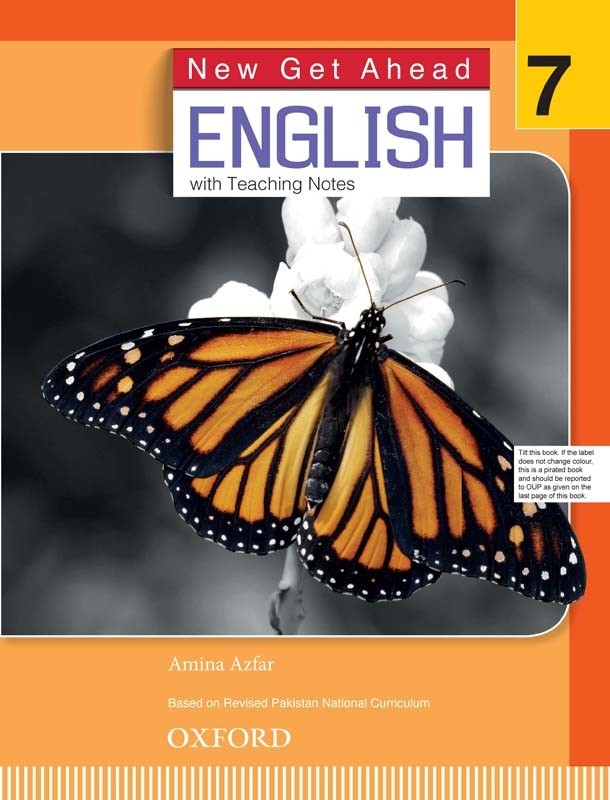 New Get Ahead
7
ENGLISH
with Teaching Notes
Tilt this book. If the label
does not change colour,
this is a pirated book
and should be reported
to OUP as given on the
last page of this book.
Amina Azfar
Based on Revised Pakistan National Curriculum
OXFORD